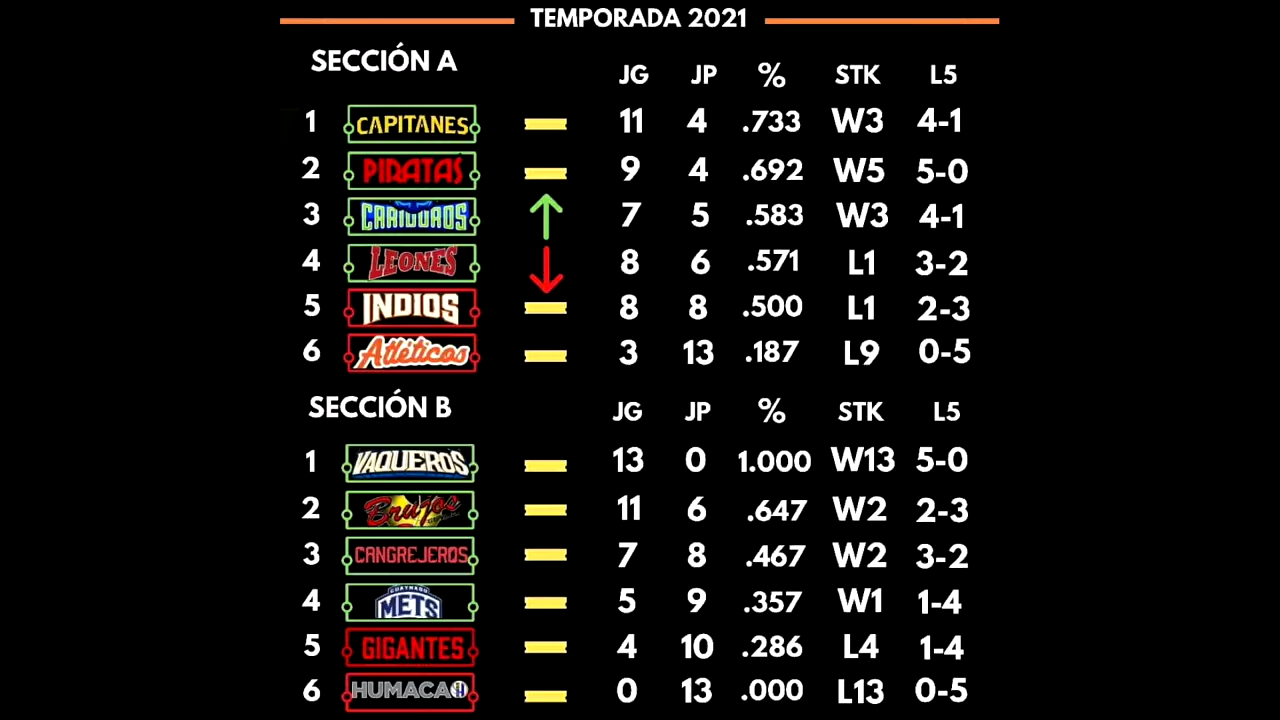 TEMPORADA 2021
SECCIÓN A JG JP % STK L5
1 CAPITANES 11 4 .733 W3 4-1
2 PIRATAS 9 4 .692 W5 5-0
3 CARIDUROS 7 5 .583 W3 4-1
4 LEONES 8 6 .571 L1 3-2
5 INDIOS 8 8 .500 L1 2-3
6 Atléticos 3 13 .187 L9 0-5
SECCIÓN B JG JP % STK L5
1 VAQUEROS 13 0 1.000 W13 5-0
2 Brujos 11 6 .647 W2 2-3
3 CANGREJEROS 7 8 .467 W2 3-2
4 GUAYNABO METS 5 9 .357 W1 1-4
5 GIGANTES 4 10 .286 L4 1-4
6 HUMACAO 0 13 .000 L13 0-5